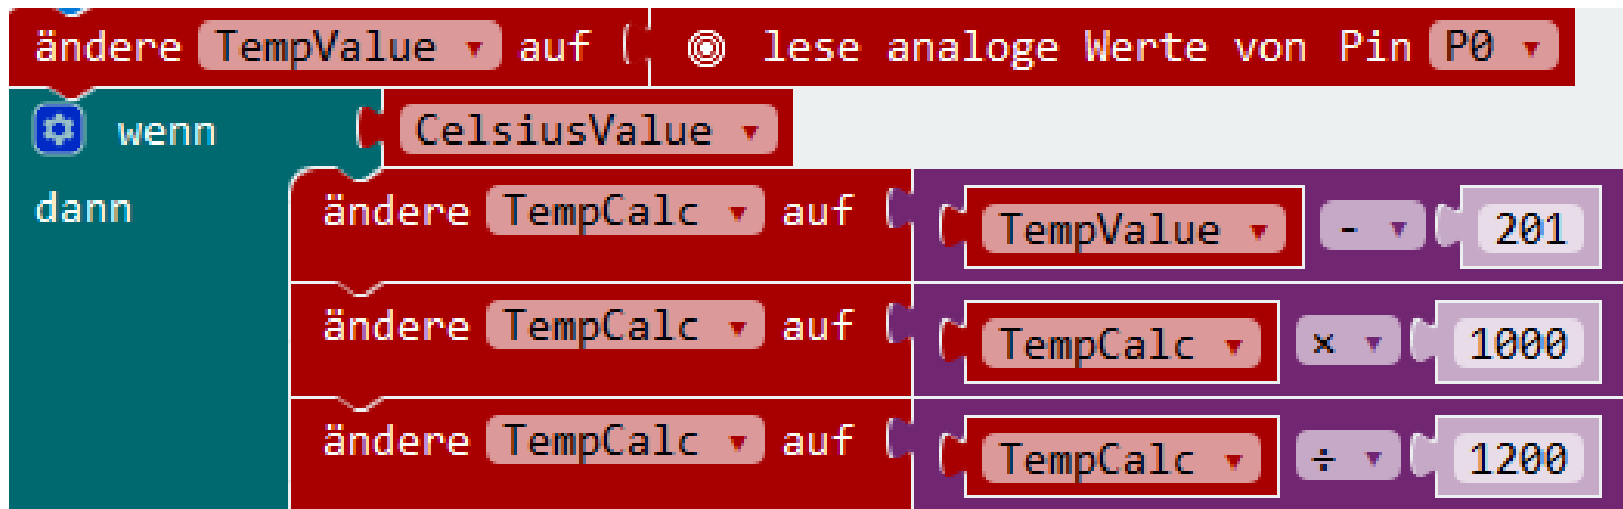 ändere TempValue auf lese analoge Werte von Pin P0
wenn CelsiusValue
dann ändere TempCalc auf TempValue - 201
ändere TempCalc auf TempCalc × 1000
ändere TempCalc auf TempCalc ÷ 1200